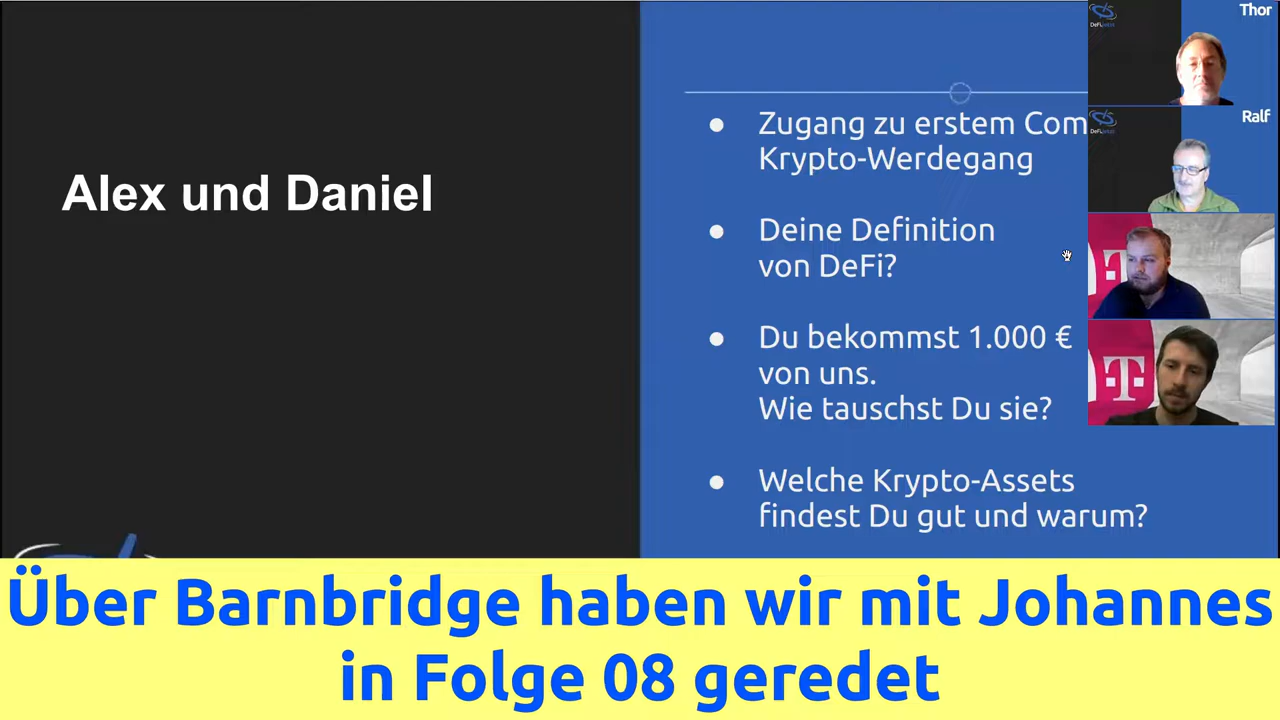 Alex und Daniel
Zugang zu erstem Com
Krypto-Werdegang
Deine Definition
von DeFi?
Du bekommst 1.000 €
von uns.
Wie tauschst Du sie?
Welche Krypto-Assets
findest Du gut und warum?
Thor
Ralf
T
T
Über Barnbridge haben wir mit Johannes
in Folge 08 geredet